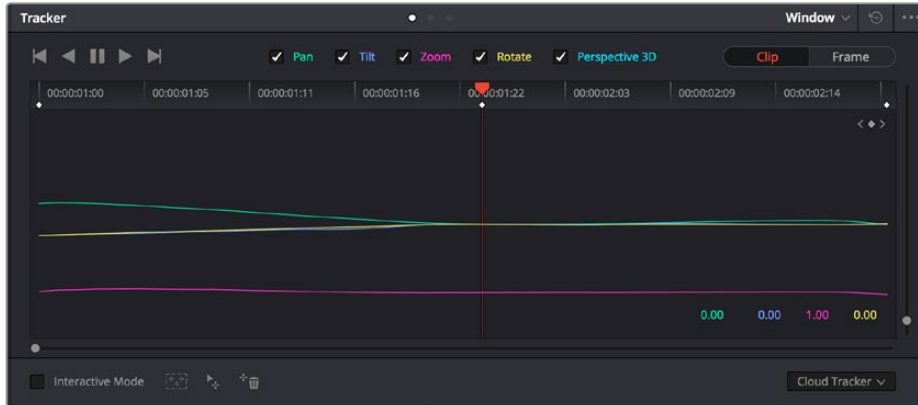 Tracker Window
Pan Tilt Zoom Rotate Perspective 3D Clip Frame
00:00:01:00 00:00:01:05 00:00:01:11 00:00:01:16 00:00:01:22 00:00:02:03 00:00:02:09 00:00:02:14
0.00 0.00 1.00 0.00
Interactive Mode Cloud Tracker